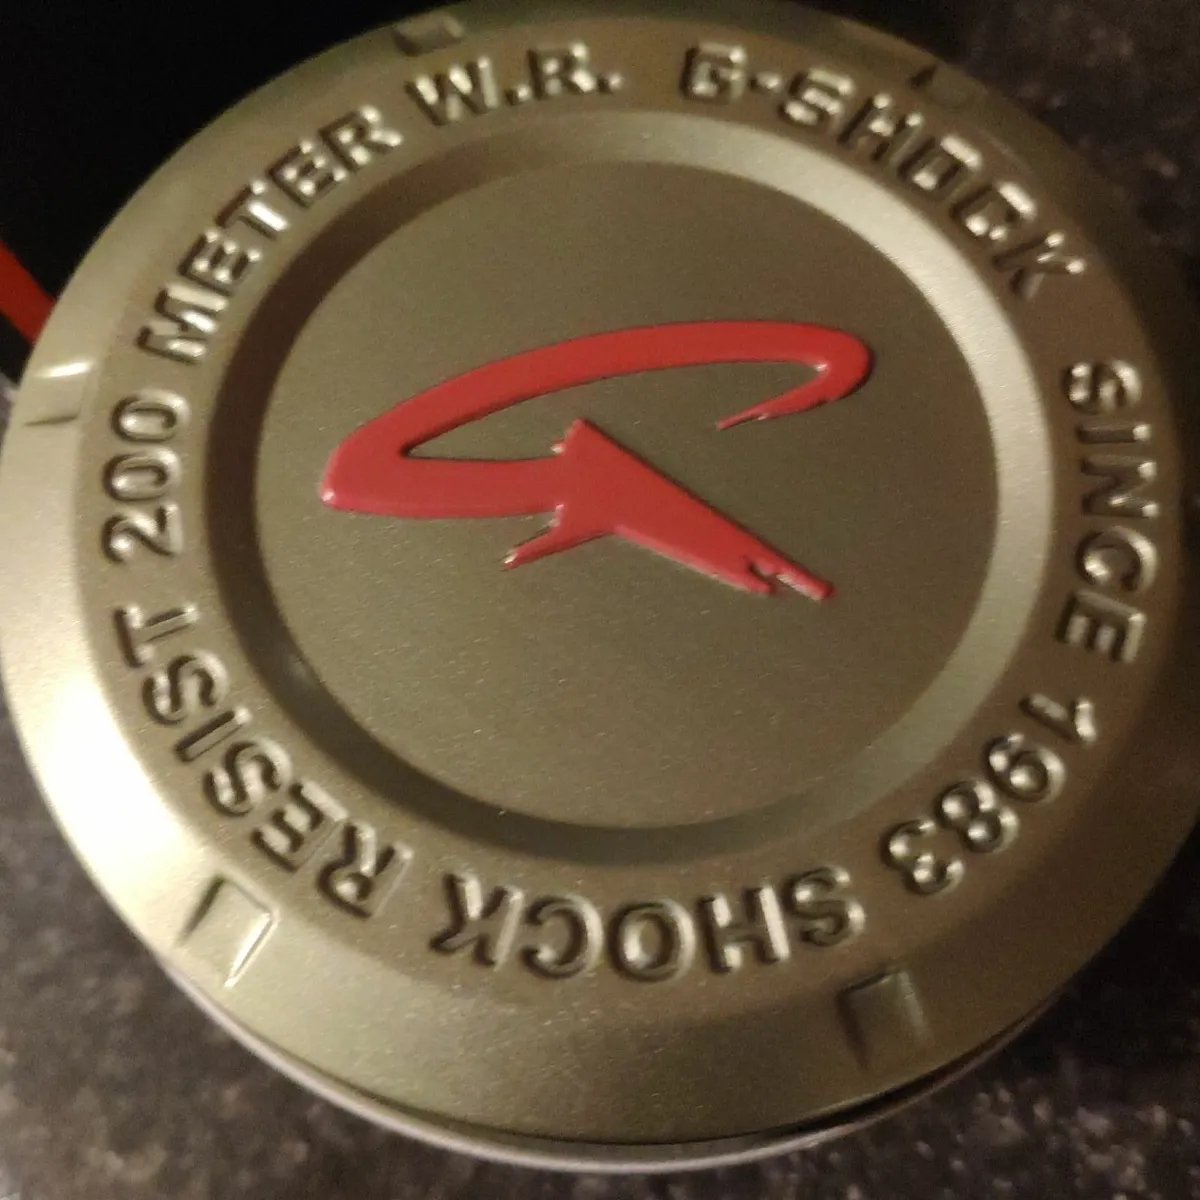 G-SHOCK SINCE 1983 SHOCK RESIST 200 METER W.R.
G